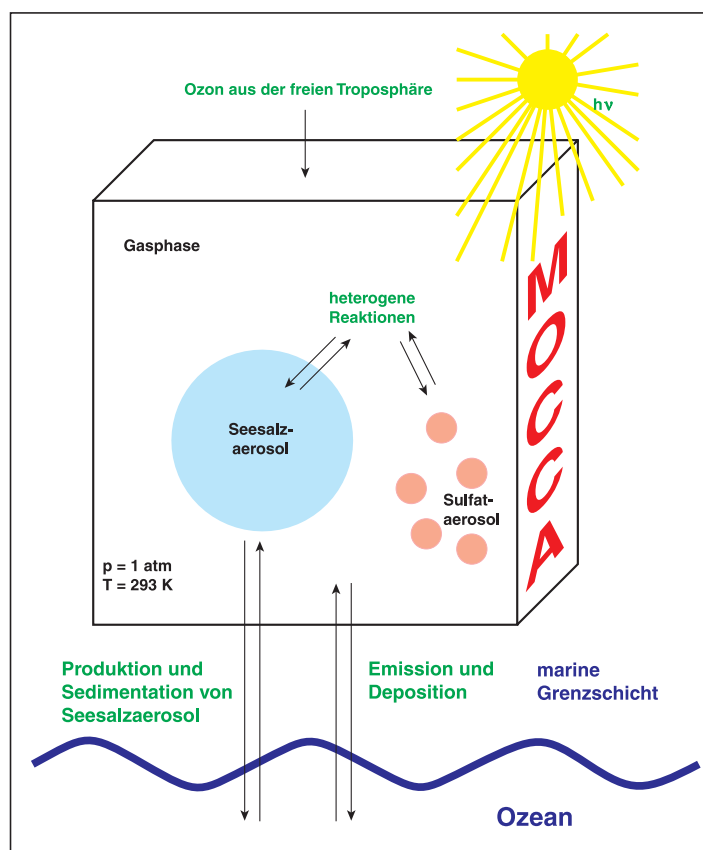 Ozon aus der freien Troposphäre
hν
Gasphase
MOCCA
heterogene
Reaktionen
Seesalz-
aerosol
Sulfat-
aerosol
p = 1 atm
T = 293 K
Produktion und
Sedimentation von
Seesalzaerosol
Emission und
Deposition
marine
Grenzschicht
Ozean